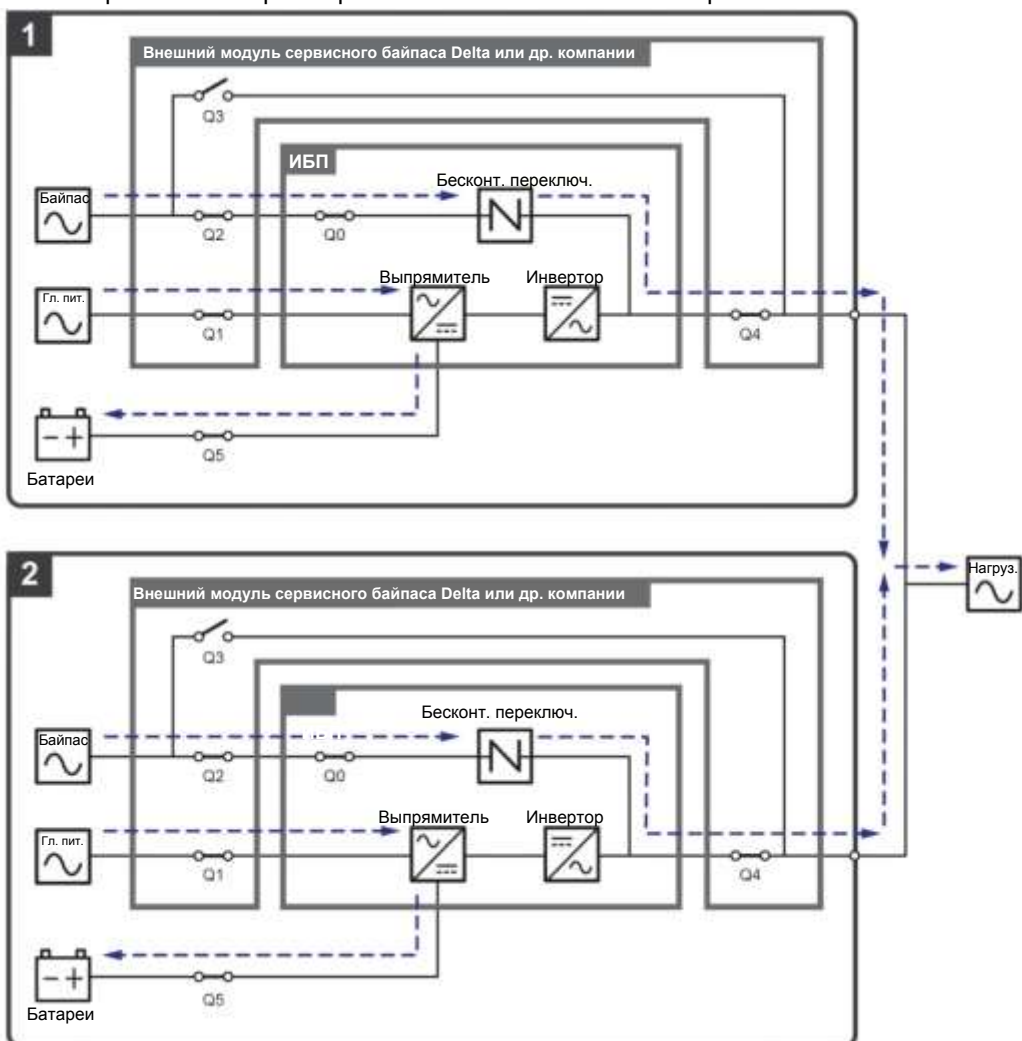 1
Внешний модуль сервисного байпаса Delta или др. компании
Q3
ИБП
Бесконт. переключ.
Байпас
Q2
Q0
Выпрямитель
Инвертор
Гл. пит.
Q1
Q4
Q5
Батареи
2
Нагруз.
Внешний модуль сервисного байпаса Delta или др. компании
Q3
Бесконт. переключ.
Байпас
Q2
Q0
Выпрямитель
Инвертор
Гл. пит.
Q1
Q4
Q5
Батареи